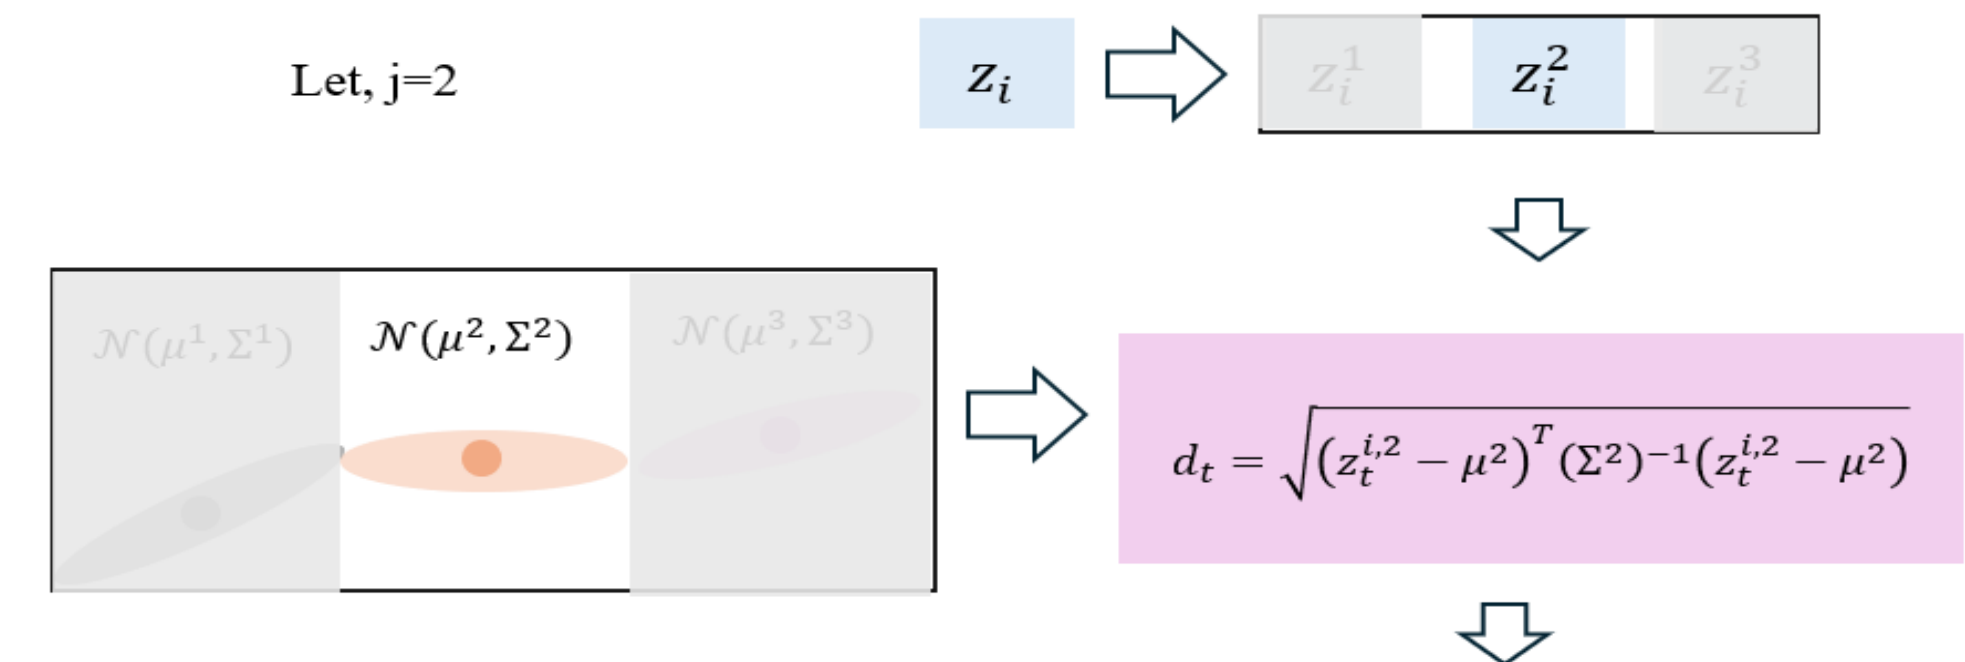 Let, j=2
z_i
z_i^1
z_i^2
z_i^3
𝒩(μ^1, Σ^1)
𝒩(μ^2, Σ^2)
𝒩(μ^3, Σ^3)
d_t = √((z_t^{i,2} − μ^2)^T (Σ^2)^{−1} (z_t^{i,2} − μ^2))